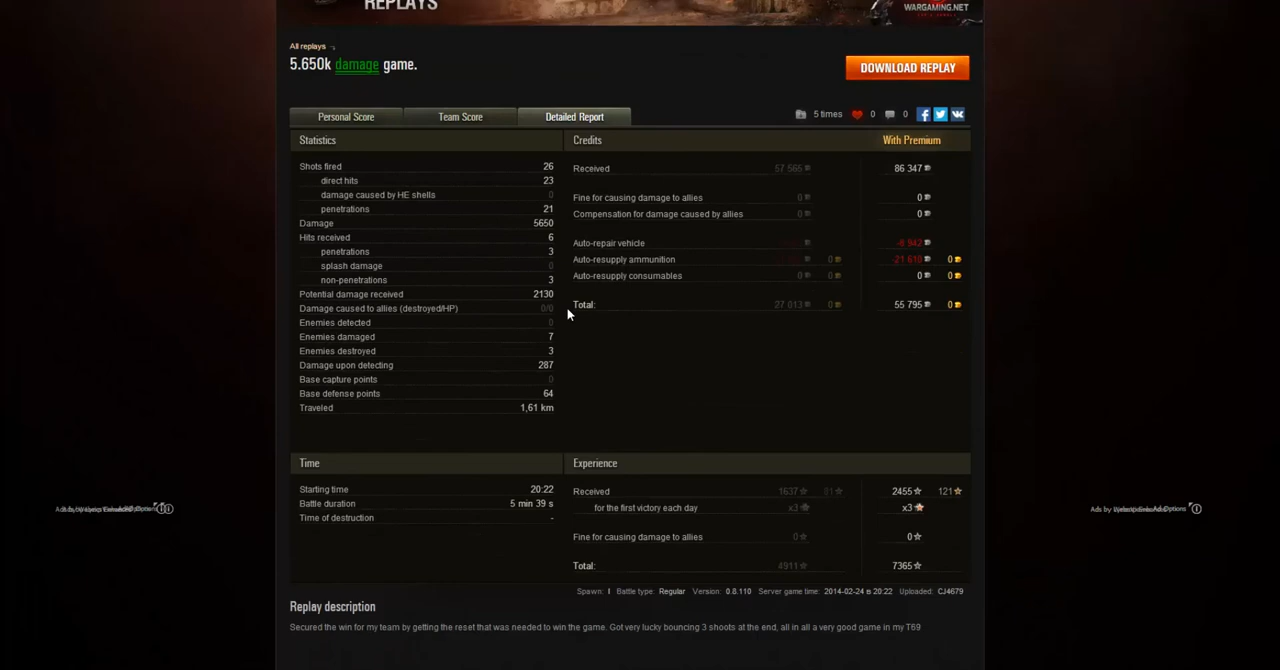 REPLAYS
WARGAMING.NET
All replays
5.650k damage game.
DOWNLOAD REPLAY
Personal Score Team Score Detailed Report 5 times 0 0
Statistics Credits With Premium
Shots fired 26 Received 57 565 86 347
direct hits 23
damage caused by HE shells 0 Fine for causing damage to allies 0 0
penetrations 21 Compensation for damage caused by allies 0 0
Damage 5650
Hits received 6 Auto-repair vehicle
penetrations 3 Auto-resupply ammunition 0 -21 610 0
splash damage 0 Auto-resupply consumables 0 0 0 0
non-penetrations 3
Potential damage received 2130
Damage caused to allies (destroyed/HP) 0/0 Total: 27 013 0 55 795 0
Enemies detected 0
Enemies damaged 7
Enemies destroyed 3
Damage upon detecting 287
Base capture points 0
Base defense points 64
Traveled 1,61 km
Time Experience
Starting time 20:22 Received 1637 81 2455 121
Battle duration 5 min 39 s for the first victory each day x3 x3
Time of destruction -
Fine for causing damage to allies 0 0
Total: 4911 7365
Spawn: I Battle type: Regular Version: 0.8.110 Server game time: 2014-02-24 в 20:22 Uploaded: CJ4679
Replay description
Secured the win for my team by getting the reset that was needed to win the game. Got very lucky bouncing 3 shoots at the end, all in all a very good game in my T69